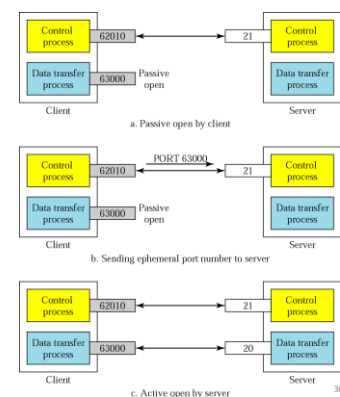 Control
process
62010
21
Control
process
Data transfer
process
63000
Passive
open
Data transfer
process
Client
Server
a. Passive open by client
Control
process
62010
PORT 63000
21
Control
process
Data transfer
process
63000
Passive
open
Data transfer
process
Client
Server
b. Sending ephemeral port number to server
Control
process
62010
21
Control
process
Data transfer
process
63000
20
Data transfer
process
Client
Server
c. Active open by server